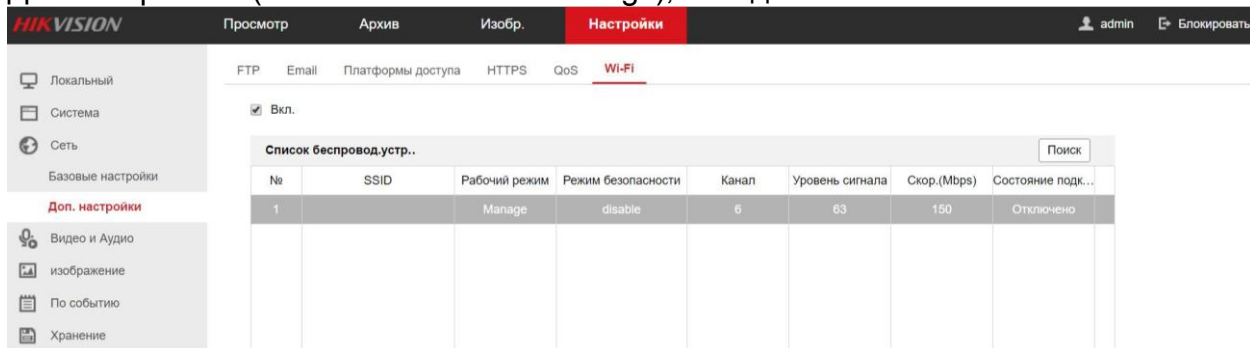 HIKVISION Просмотр Архив Изобр. Настройки admin Блокировать
FTP Email Платформы доступа HTTPS QoS Wi-Fi
Локальный
Вкл.
Система
Сеть
Список беспровод.устр.. Поиск
Базовые настройки
№ SSID Рабочий режим Режим безопасности Канал Уровень сигнала Скор.(Mbps) Состояние подк...
Доп. настройки
1 Manage disable 6 63 150 Отключено
Видео и Аудио
изображение
По событию
Хранение